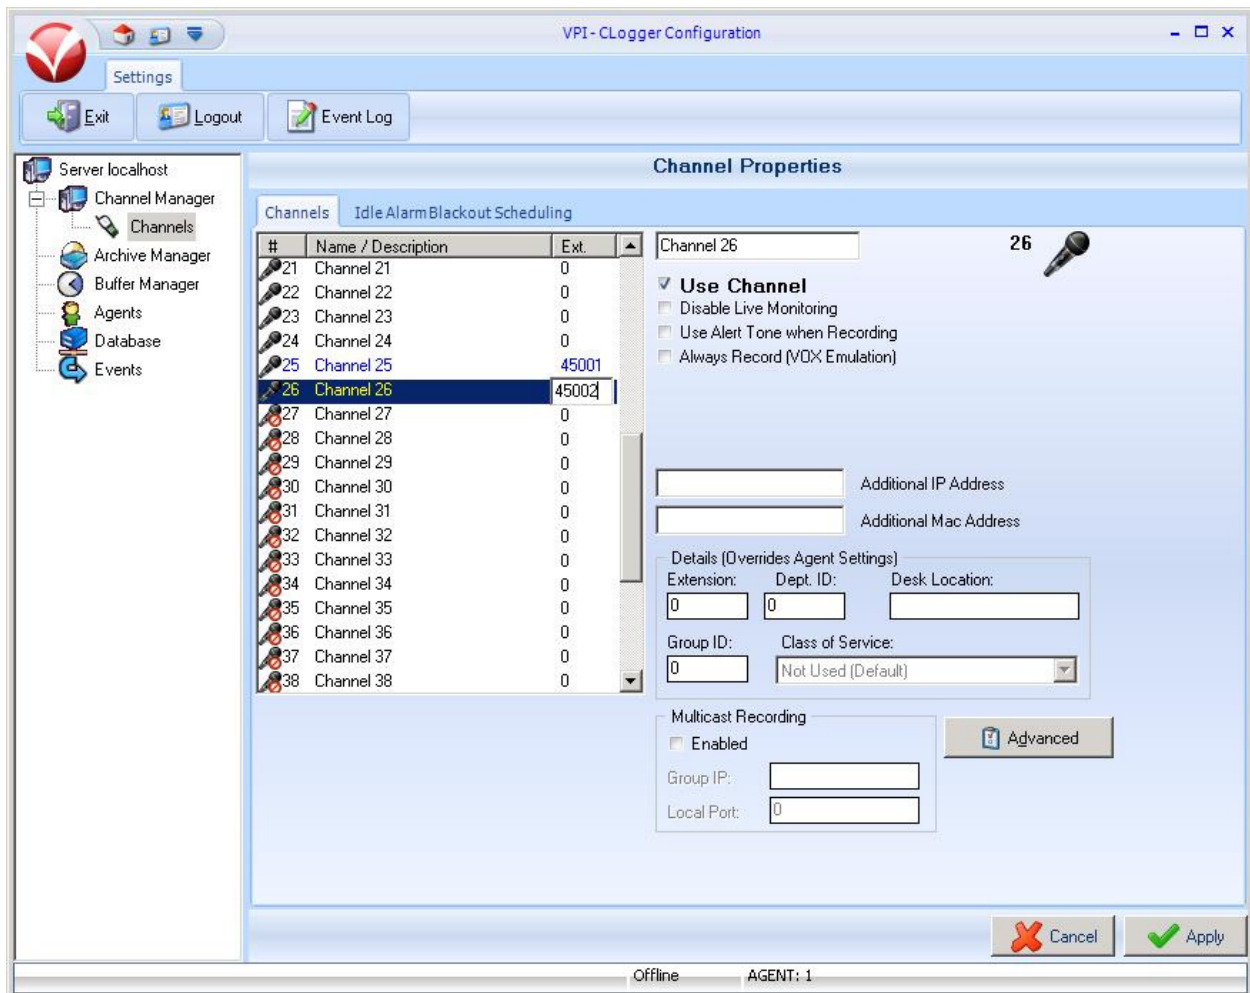 VPI - CLogger Configuration
Settings
Exit Logout Event Log
Server localhost
Channel Manager
Channels
Archive Manager
Buffer Manager
Agents
Database
Events
Channel Properties
Channels Idle Alarm Blackout Scheduling
# Name / Description Ext.
21 Channel 21 0
22 Channel 22 0
23 Channel 23 0
24 Channel 24 0
25 Channel 25 45001
26 Channel 26 45002
27 Channel 27 0
28 Channel 28 0
29 Channel 29 0
30 Channel 30 0
31 Channel 31 0
32 Channel 32 0
33 Channel 33 0
34 Channel 34 0
35 Channel 35 0
36 Channel 36 0
37 Channel 37 0
38 Channel 38 0
Channel 26 26
Use Channel
Disable Live Monitoring
Use Alert Tone when Recording
Always Record (VOX Emulation)
Additional IP Address
Additional Mac Address
Details (Overrides Agent Settings)
Extension: Dept. ID: Desk Location:
0 0
Group ID: Class of Service:
0 Not Used (Default)
Multicast Recording
Enabled
Group IP:
Local Port: 0
Advanced
Cancel Apply
Offline AGENT: 1